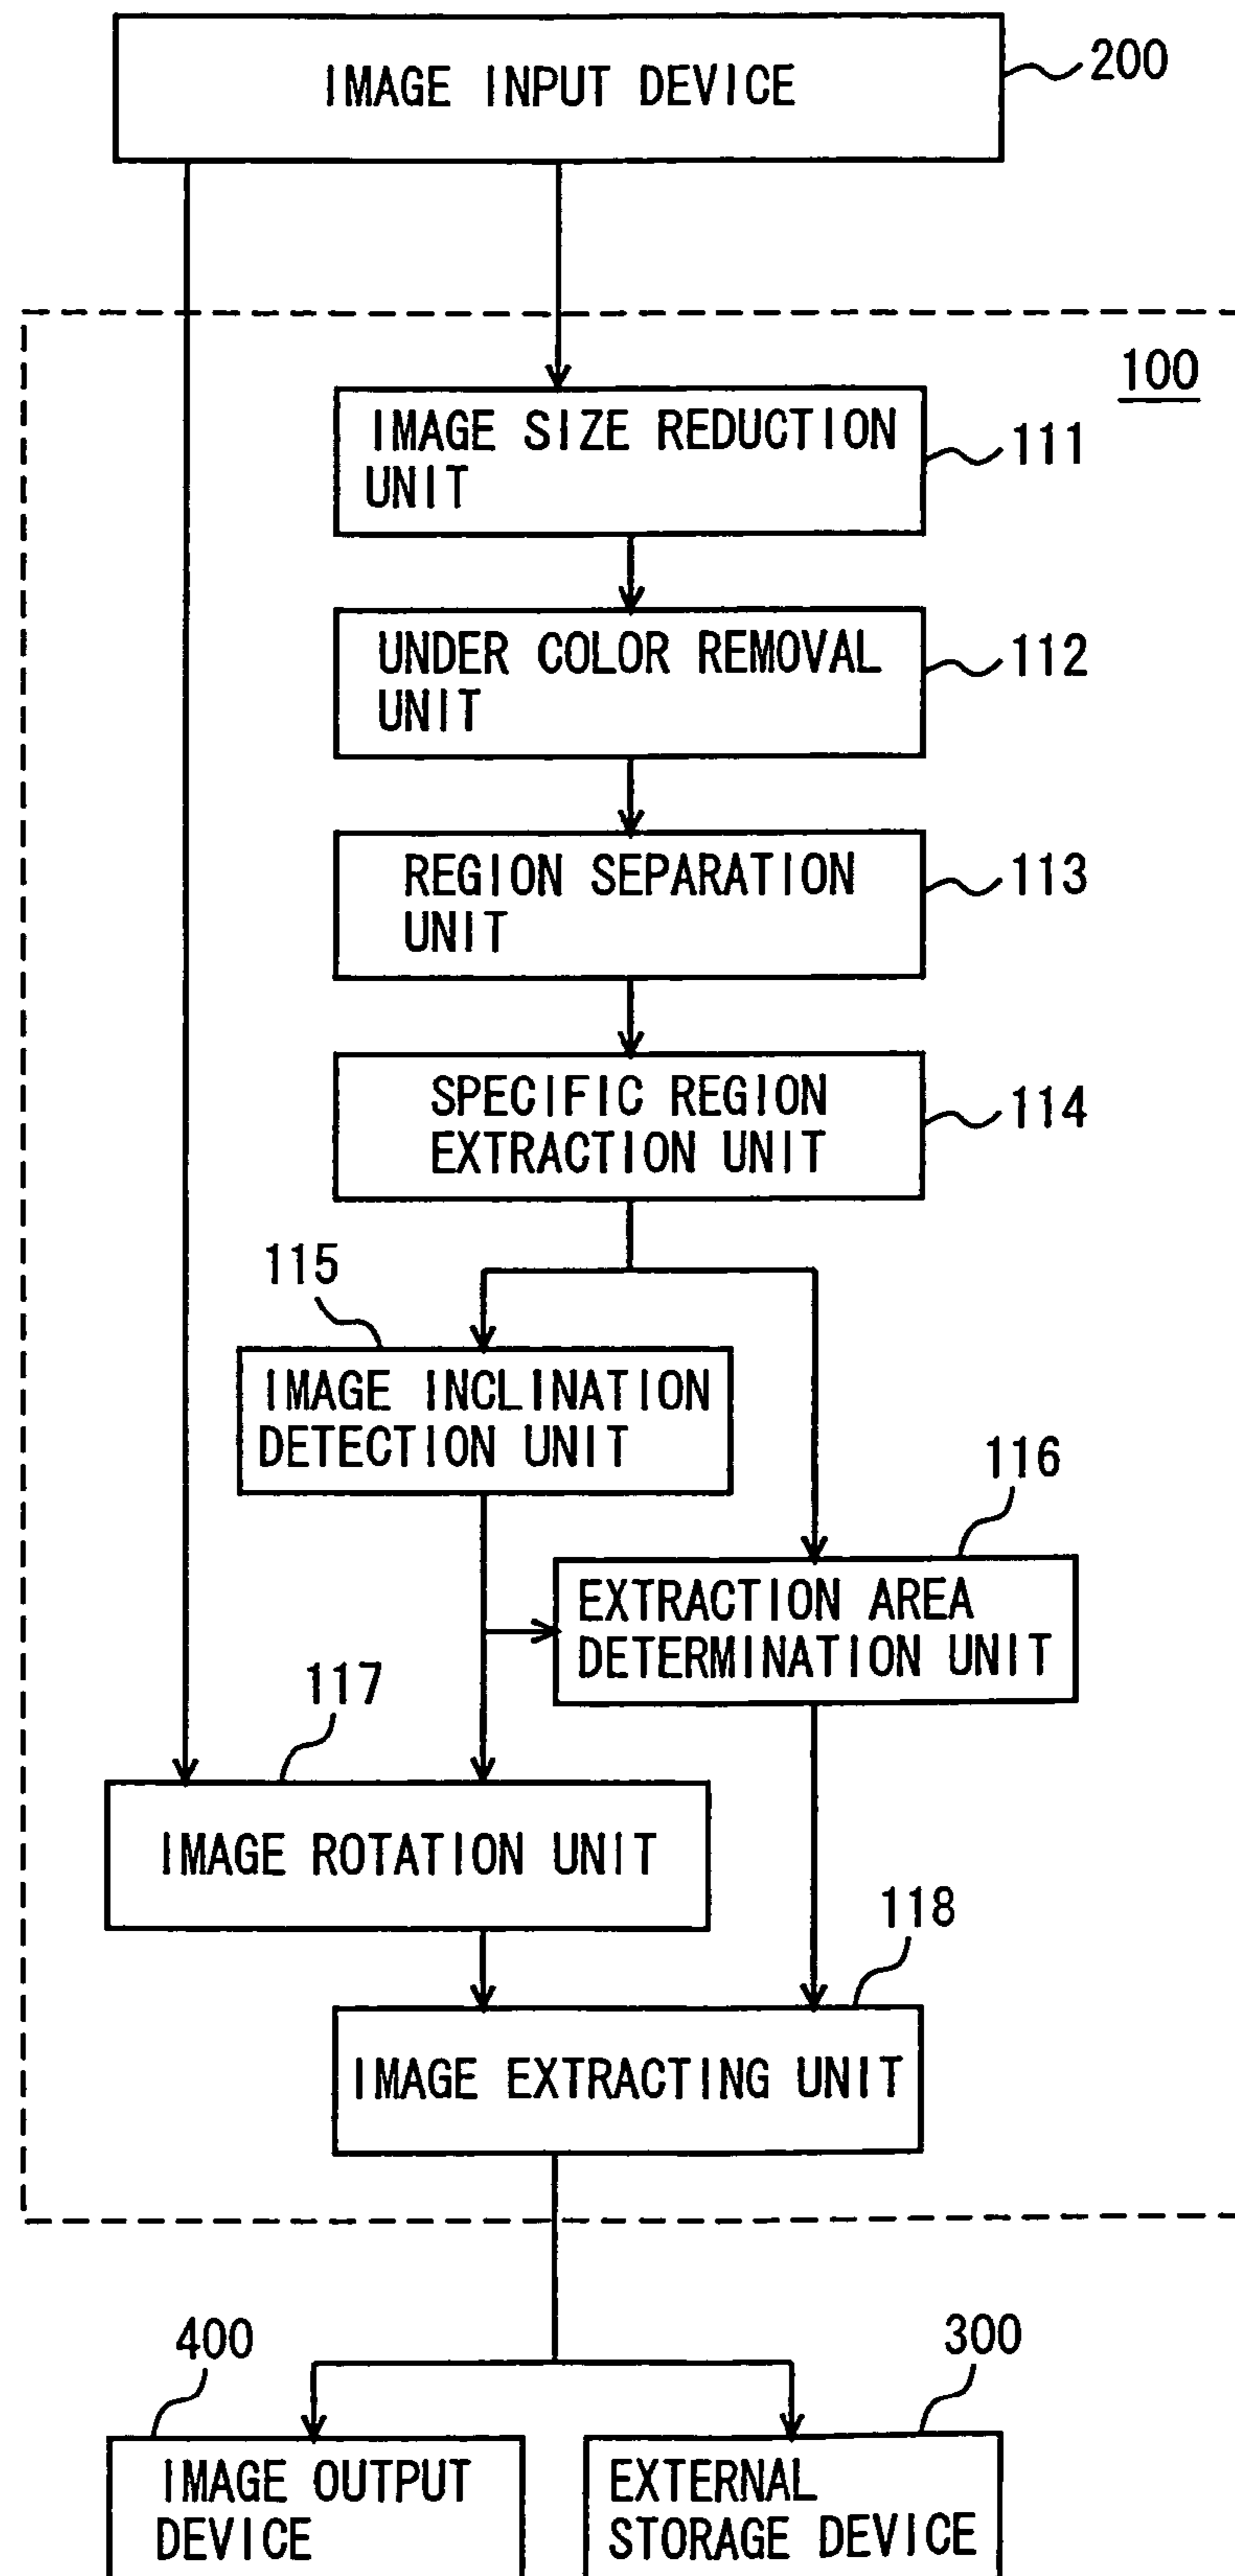 IMAGE INPUT DEVICE
200
100
IMAGE SIZE REDUCTION
UNIT
111
UNDER COLOR REMOVAL
UNIT
112
REGION SEPARATION
UNIT
113
SPECIFIC REGION
EXTRACTION UNIT
114
115
IMAGE INCLINATION
DETECTION UNIT
116
EXTRACTION AREA
DETERMINATION UNIT
117
IMAGE ROTATION UNIT
118
IMAGE EXTRACTING UNIT
400
300
IMAGE OUTPUT
DEVICE
EXTERNAL
STORAGE DEVICE